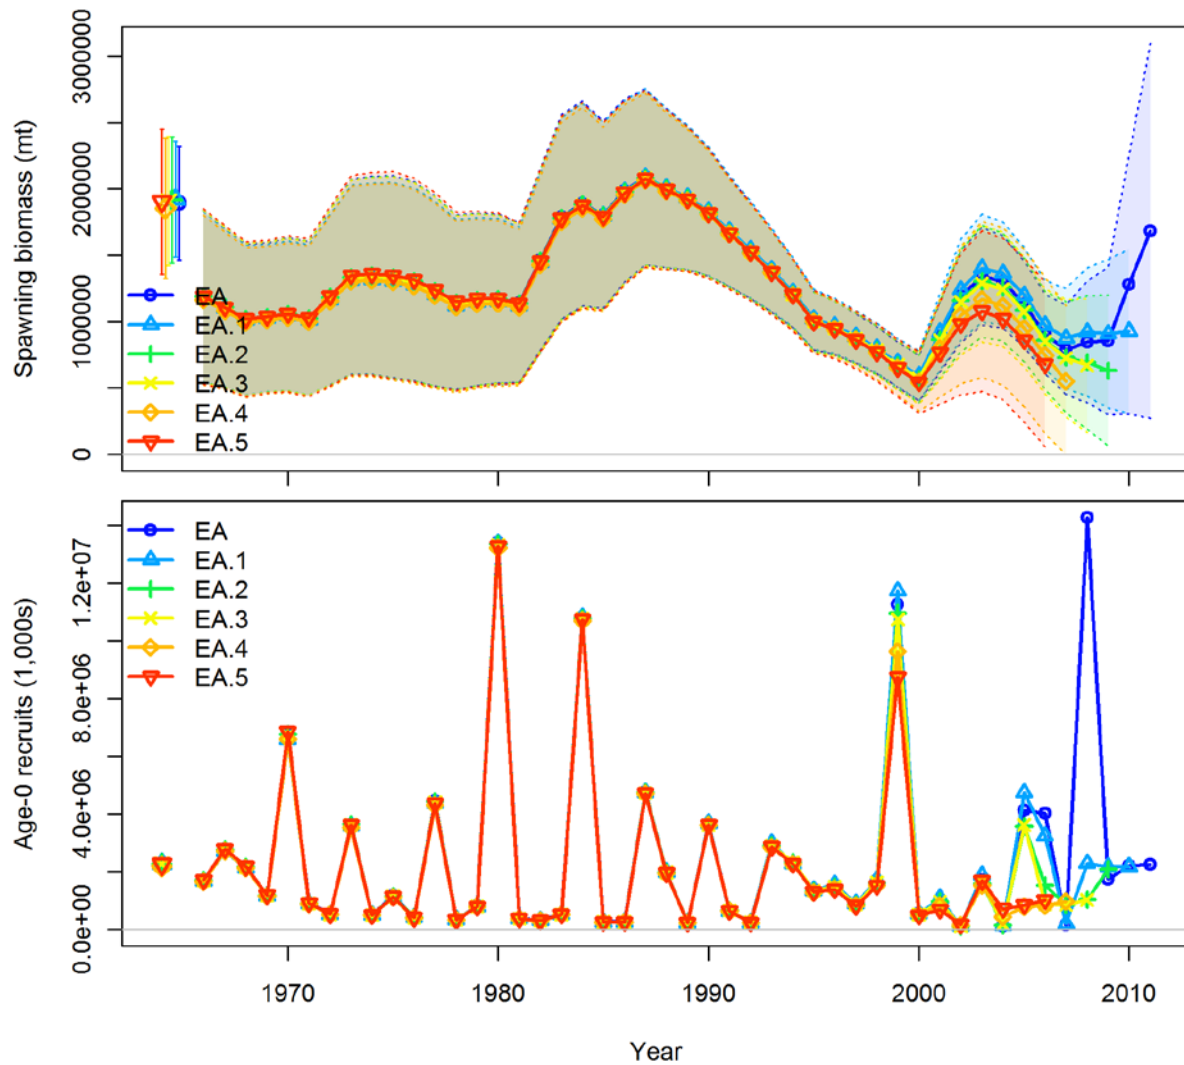 Spawning biomass (mt)
3000000
2000000
1000000
0
EA
EA.1
EA.2
EA.3
EA.4
EA.5
Age-0 recruits (1,000s)
1.2e+07
8.0e+06
4.0e+06
0.0e+00
EA
EA.1
EA.2
EA.3
EA.4
EA.5
1970 1980 1990 2000 2010
Year